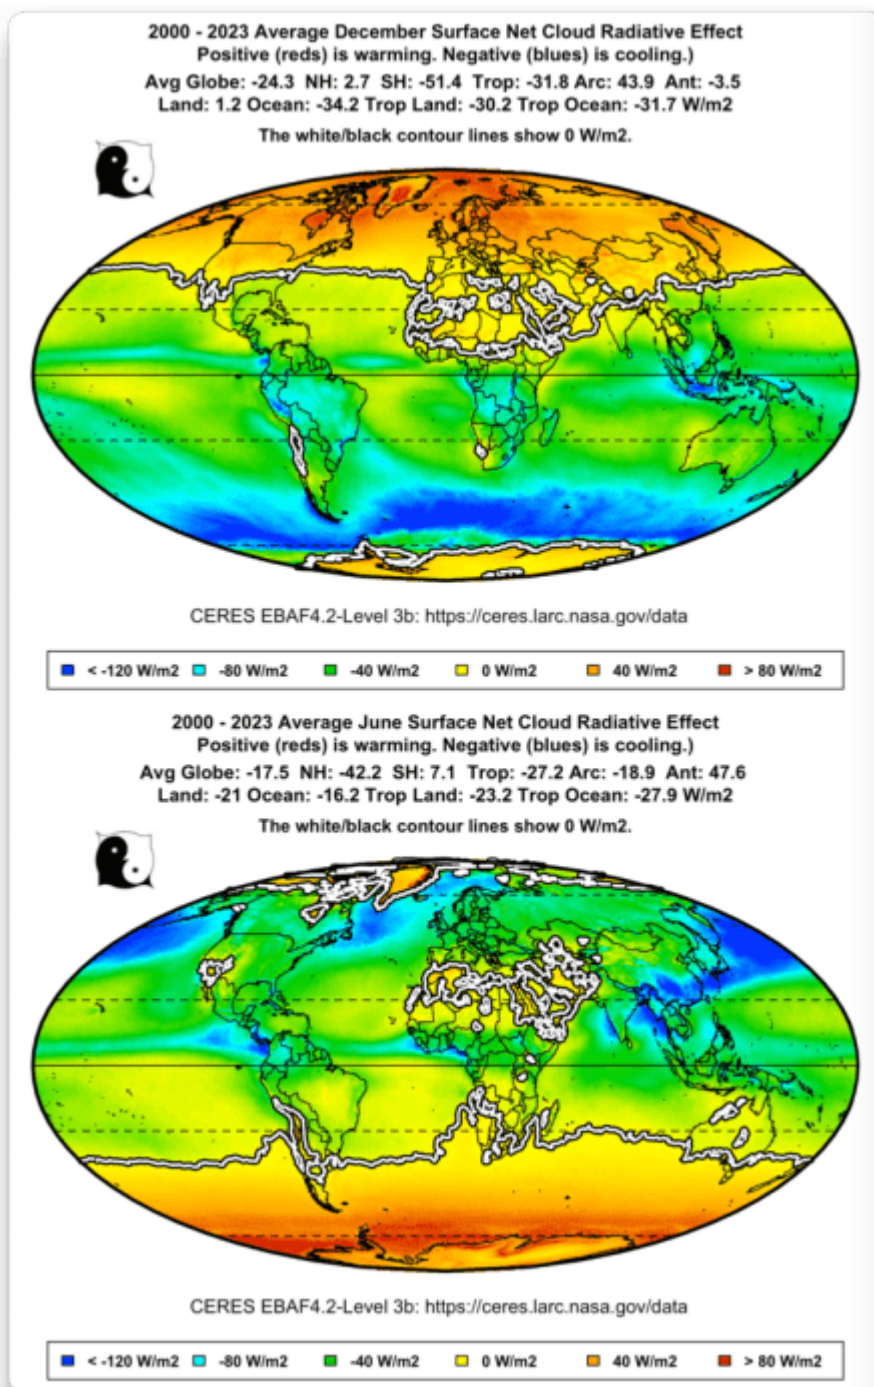 2000 - 2023 Average December Surface Net Cloud Radiative Effect
Positive (reds) is warming. Negative (blues) is cooling.)
Avg Globe: -24.3 NH: 2.7 SH: -51.4 Trop: -31.8 Arc: 43.9 Ant: -3.5
Land: 1.2 Ocean: -34.2 Trop Land: -30.2 Trop Ocean: -31.7 W/m2
The white/black contour lines show 0 W/m2.
CERES EBAF4.2-Level 3b: https://ceres.larc.nasa.gov/data
< -120 W/m2 -80 W/m2 -40 W/m2 0 W/m2 40 W/m2 > 80 W/m2
2000 - 2023 Average June Surface Net Cloud Radiative Effect
Positive (reds) is warming. Negative (blues) is cooling.)
Avg Globe: -17.5 NH: -42.2 SH: 7.1 Trop: -27.2 Arc: -18.9 Ant: 47.6
Land: -21 Ocean: -16.2 Trop Land: -23.2 Trop Ocean: -27.9 W/m2
The white/black contour lines show 0 W/m2.
CERES EBAF4.2-Level 3b: https://ceres.larc.nasa.gov/data
< -120 W/m2 -80 W/m2 -40 W/m2 0 W/m2 40 W/m2 > 80 W/m2